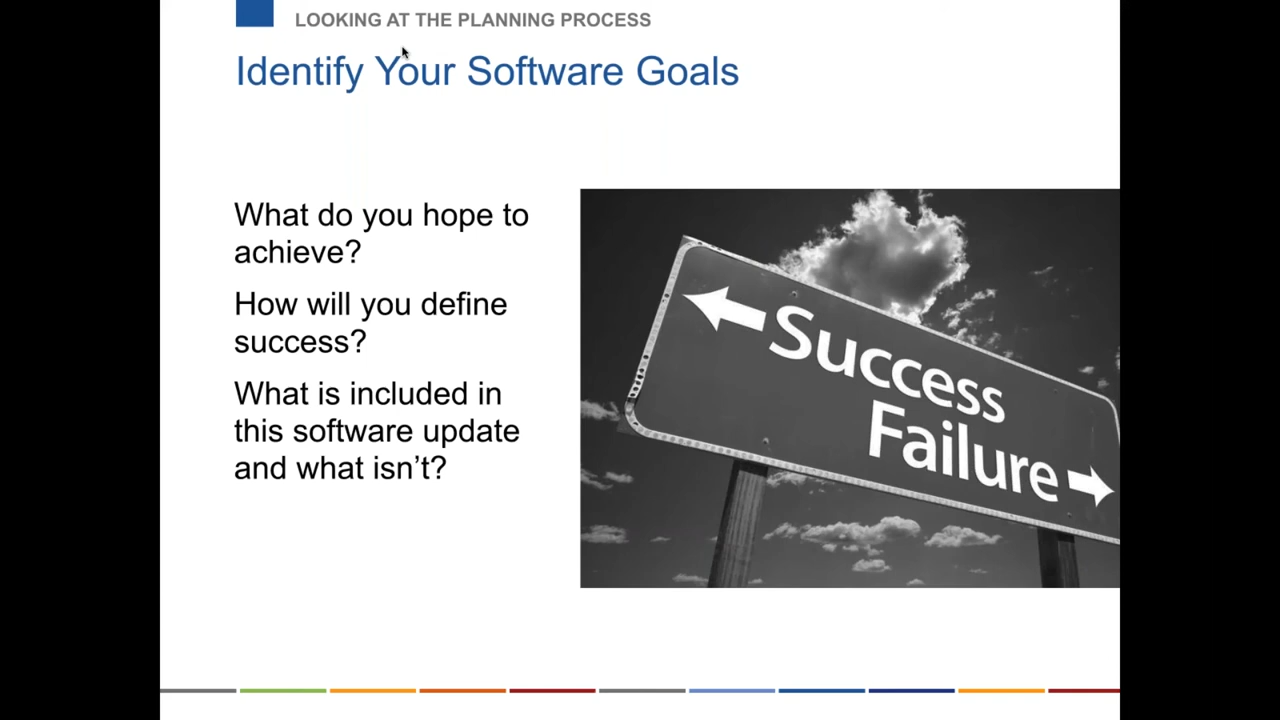 LOOKING AT THE PLANNING PROCESS
Identify Your Software Goals
What do you hope to
achieve?
How will you define
success?
What is included in
this software update
and what isn’t?
Success
Failure